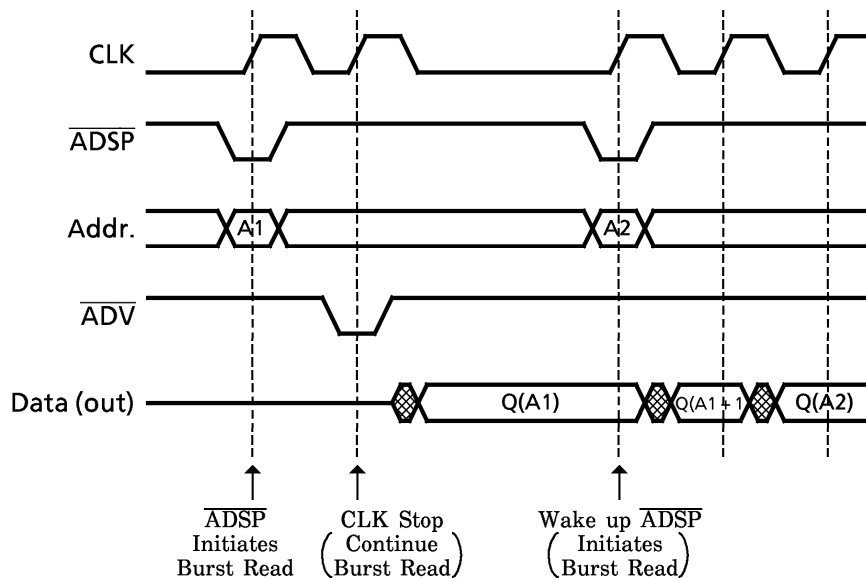 CLK
ADSP
Addr.
A1
A2
ADV
Data (out)
Q(A1)
Q(A1 + 1
Q(A2)
ADSP
Initiates
Burst Read
CLK Stop
(Continue
Burst Read)
Wake up ADSP
(Initiates
Burst Read)